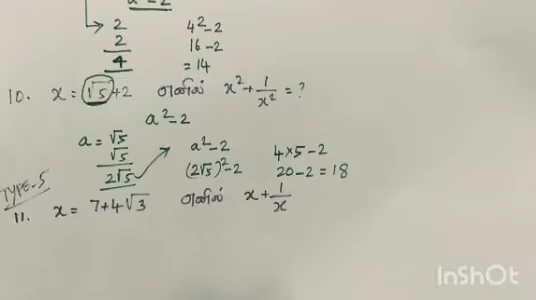 a²-2
2 4²-2
2 16-2
4 = 14
10. x = √5+2 எனில் x²+1/x² = ?
a²-2
a = √5
√5 a²-2 4×5-2
2√5 (2√5)²-2 20-2 = 18
TYPE-5
11. x = 7+4√3 எனில் x+1/x
InShOt